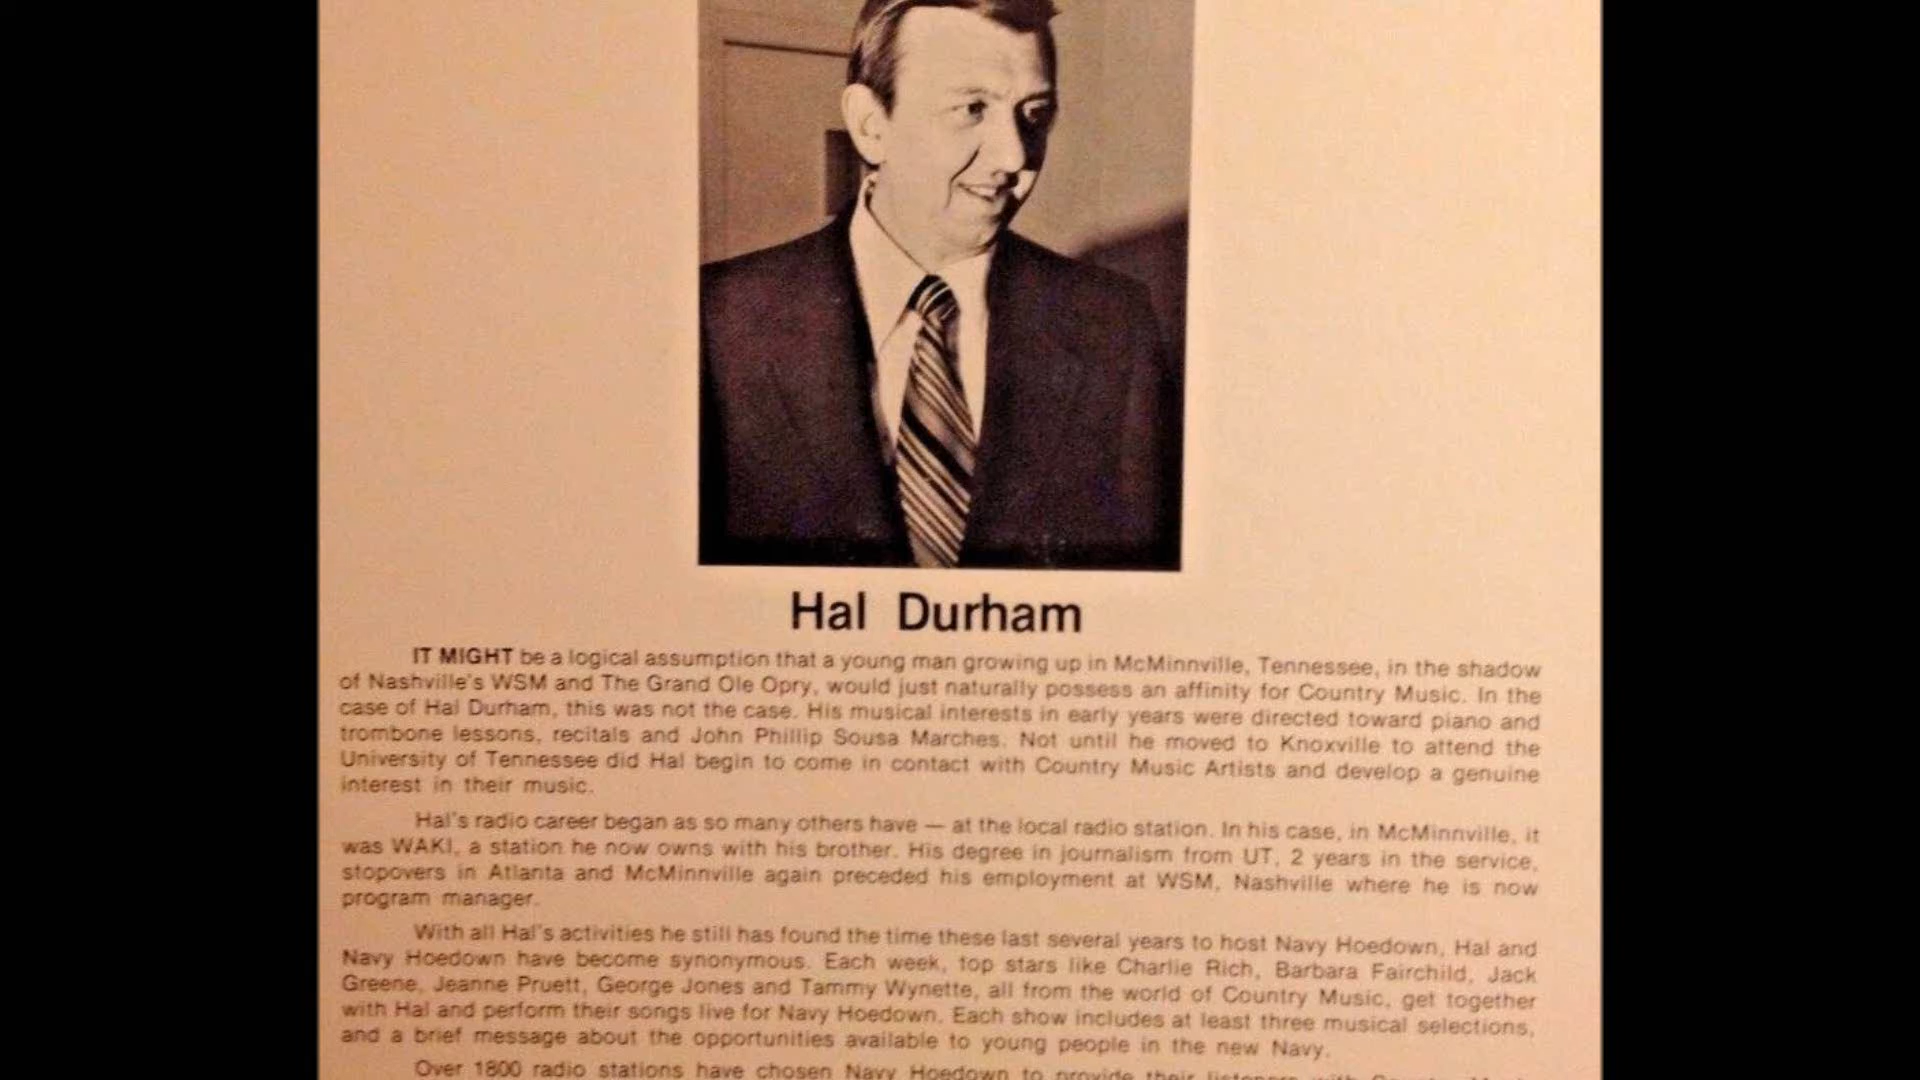 Hal Durham
IT MIGHT be a logical assumption that a young man growing up in McMinnville, Tennessee, in the shadow
of Nashville's WSM and The Grand Ole Opry, would just naturally possess an affinity for Country Music. In the
case of Hal Durham, this was not the case. His musical interests in early years were directed toward piano and
trombone lessons, recitals and John Phillip Sousa Marches. Not until he moved to Knoxville to attend the
University of Tennessee did Hal begin to come in contact with Country Music Artists and develop a genuine
interest in their music.
Hal's radio career began as so many others have — at the local radio station. In his case, in McMinnville, it
was WAKI, a station he now owns with his brother. His degree in journalism from UT, 2 years in the service,
stopovers in Atlanta and McMinnville again preceded his employment at WSM, Nashville where he is now
program manager.
With all Hal's activities he still has found the time these last several years to host Navy Hoedown, Hal and
Navy Hoedown have become synonymous. Each week, top stars like Charlie Rich, Barbara Fairchild, Jack
Greene, Jeanne Pruett, George Jones and Tammy Wynette, all from the world of Country Music, get together
with Hal and perform their songs live for Navy Hoedown. Each show includes at least three musical selections,
and a brief message about the opportunities available to young people in the new Navy.
Over 1800 radio stations have chosen Navy Hoedown to provide their listeners with Country